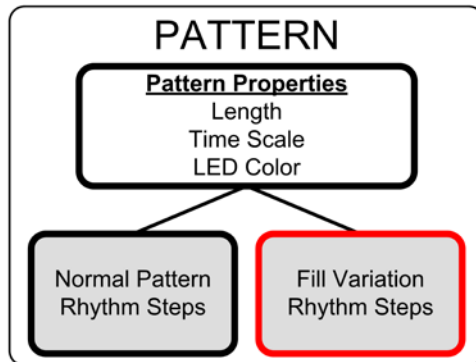 PATTERN
Pattern Properties
Length
Time Scale
LED Color
Normal Pattern
Rhythm Steps
Fill Variation
Rhythm Steps